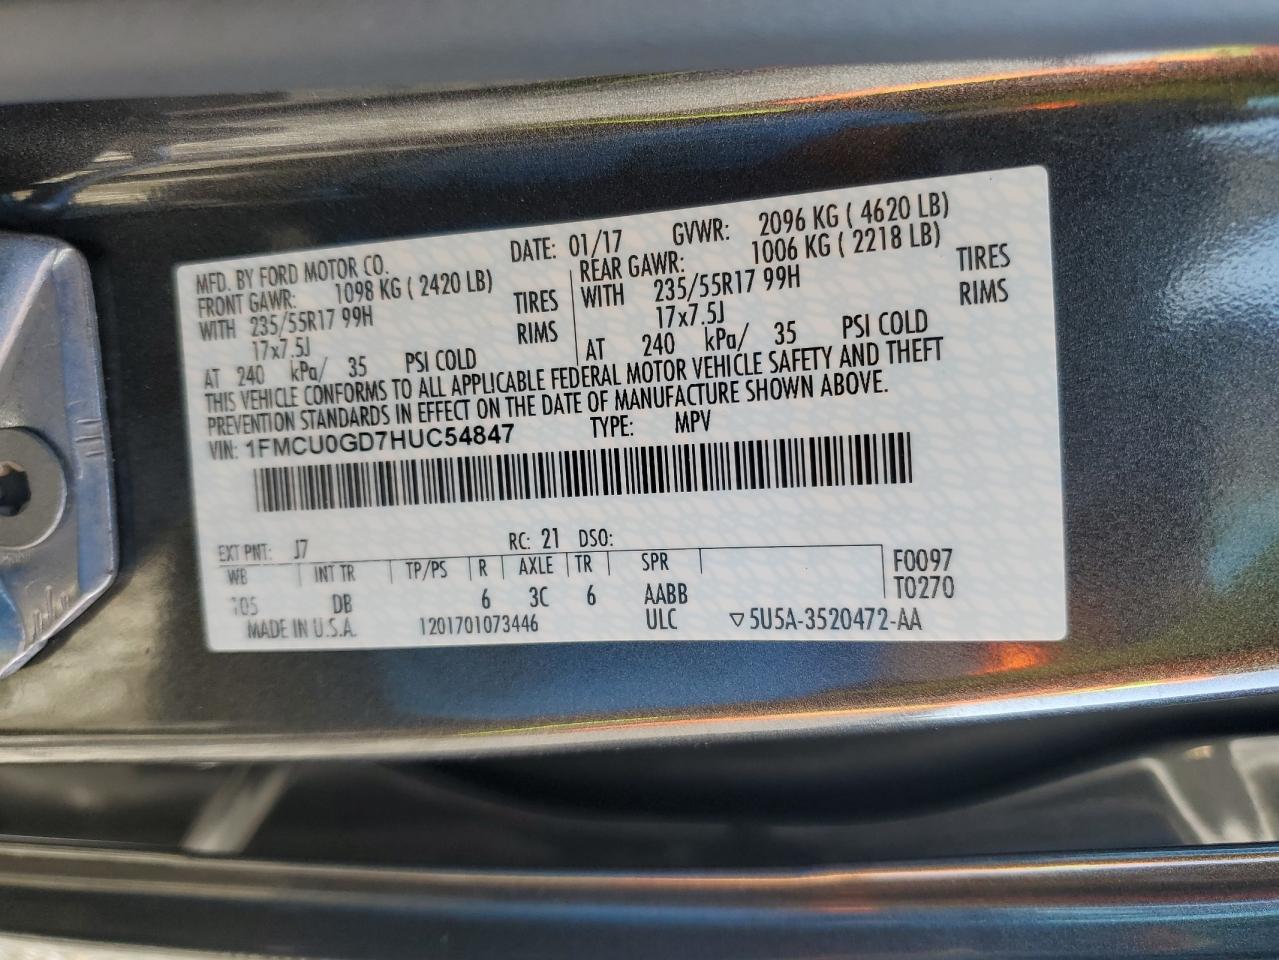 MFD. BY FORD MOTOR CO. DATE: 01/17 GVWR: 2096 KG ( 4620 LB)
FRONT GAWR: 1098 KG ( 2420 LB) REAR GAWR: 1006 KG ( 2218 LB)
WITH 235/55R17 99H TIRES WITH 235/55R17 99H TIRES
17x7.5J RIMS 17x7.5J RIMS
AT 240 kPa/ 35 PSI COLD AT 240 kPa/ 35 PSI COLD
THIS VEHICLE CONFORMS TO ALL APPLICABLE FEDERAL MOTOR VEHICLE SAFETY AND THEFT
PREVENTION STANDARDS IN EFFECT ON THE DATE OF MANUFACTURE SHOWN ABOVE.
VIN: 1FMCU0GD7HUC54847 TYPE: MPV
EXT PNT: J7 RC: 21 DSO:
WB INT TR TP/PS R AXLE TR SPR F0097
105 DB 6 3C 6 AABB T0270
MADE IN U.S.A. 1201701073446 ULC ▽5U5A-3520472-AA